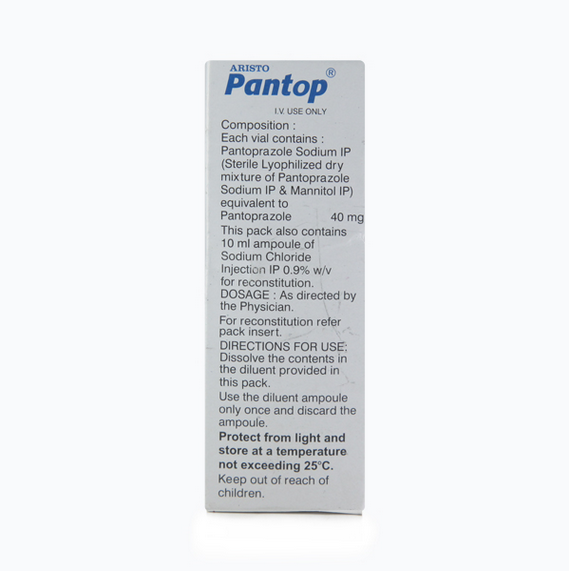 ARISTO
Pantop®
I.V. USE ONLY
Composition :
Each vial contains :
Pantoprazole Sodium IP
(Sterile Lyophilized dry
mixture of Pantoprazole
Sodium IP & Mannitol IP)
equivalent to
Pantoprazole 40 mg
This pack also contains
10 ml ampoule of
Sodium Chloride
Injection IP 0.9% w/v
for reconstitution.
DOSAGE : As directed by
the Physician.
For reconstitution refer
pack insert.
DIRECTIONS FOR USE:
Dissolve the contents in
the diluent provided in
this pack.
Use the diluent ampoule
only once and discard the
ampoule.
Protect from light and
store at a temperature
not exceeding 25°C.
Keep out of reach of
children.